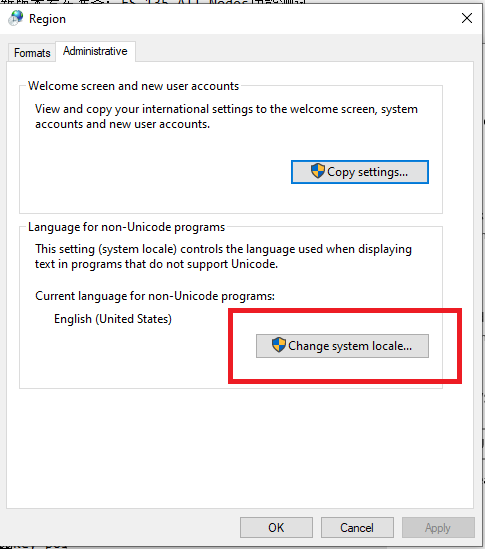 Region
Formats
Administrative
Welcome screen and new user accounts
View and copy your international settings to the welcome screen, system
accounts and new user accounts.
Copy settings...
Language for non-Unicode programs
This setting (system locale) controls the language used when displaying
text in programs that do not support Unicode.
Current language for non-Unicode programs:
English (United States)
Change system locale...
OK
Cancel
Apply